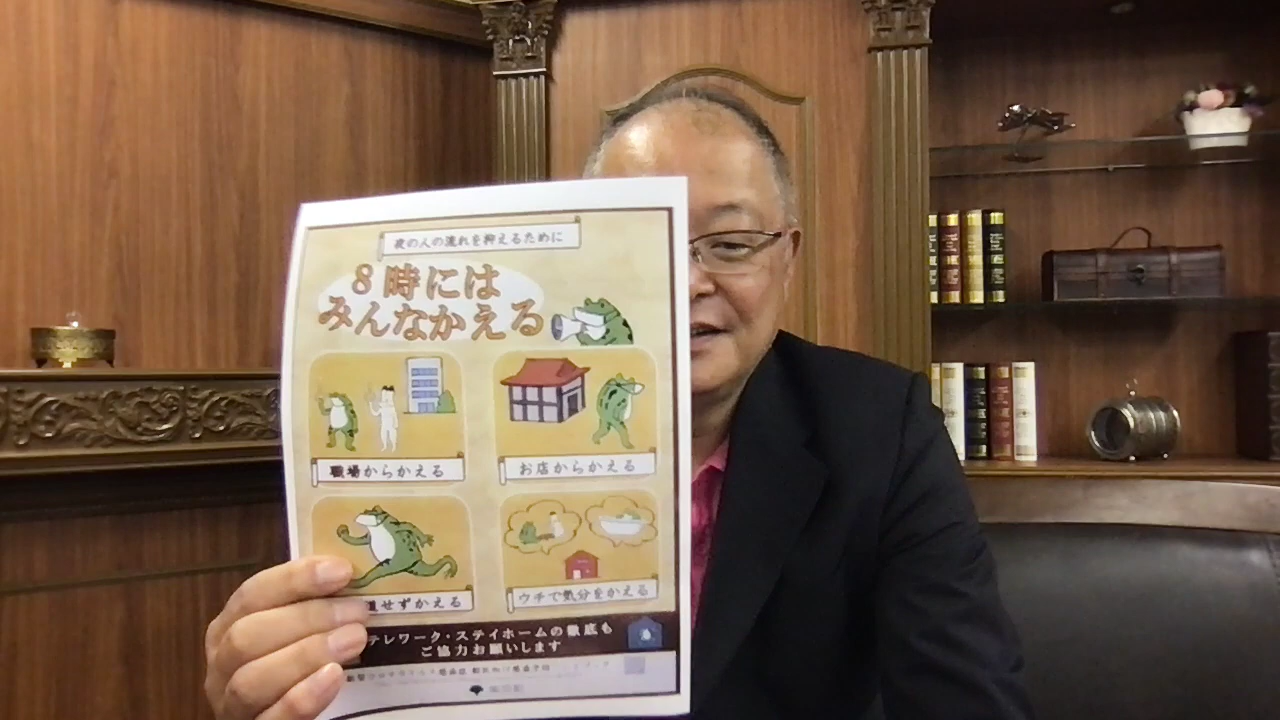 夜の人の流れを抑えるために
8時には
みんなかえる
職場からかえる
お店からかえる
道せずかえる
ウチで気分をかえる
テレワーク・ステイホームの徹底も
ご協力お願いします